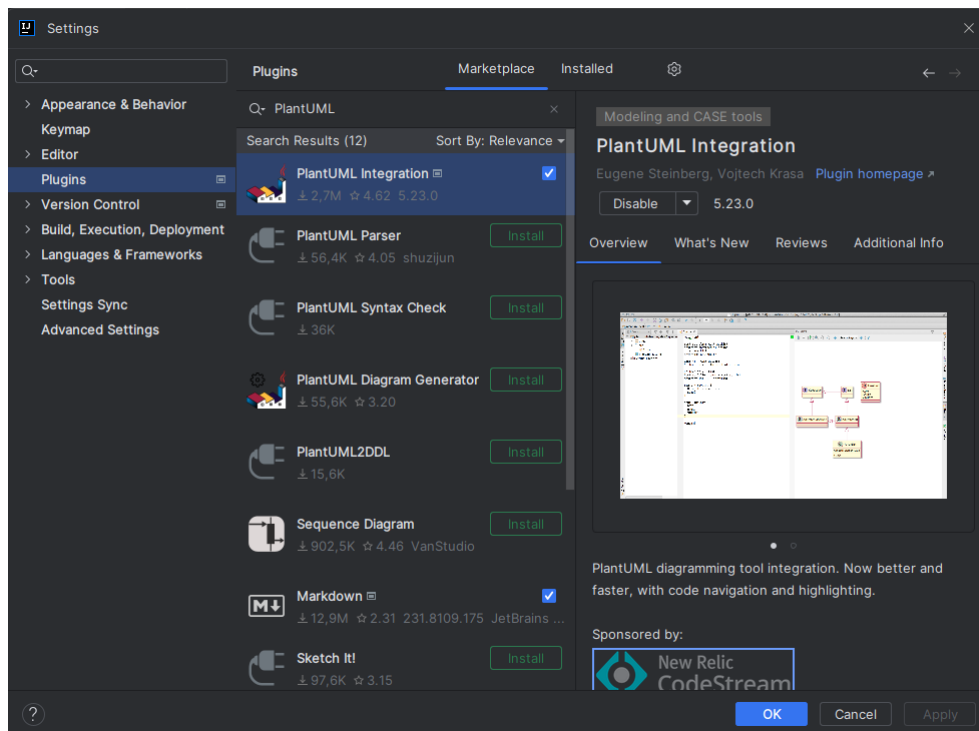 Settings
Appearance & Behavior
Keymap
Editor
Plugins
Version Control
Build, Execution, Deployment
Languages & Frameworks
Tools
Settings Sync
Advanced Settings
Plugins
Marketplace
Installed
PlantUML
Search Results (12)
Sort By: Relevance
PlantUML Integration
2,7M 4.62 5.23.0
PlantUML Parser
Install
56,4K 4.05 shuzijun
PlantUML Syntax Check
Install
36K
PlantUML Diagram Generator
Install
55,6K 3.20
PlantUML2DDL
Install
15,6K
Sequence Diagram
Install
902,5K 4.46 VanStudio
Markdown
12,9M 2.31 231.8109.175 JetBrains ...
Sketch It!
Install
97,6K 3.15
Modeling and CASE tools
PlantUML Integration
Eugene Steinberg, Vojtech Krasa Plugin homepage
Disable
5.23.0
Overview
What's New
Reviews
Additional Info
PlantUML diagramming tool integration. Now better and
faster, with code navigation and highlighting.
Sponsored by:
New Relic
CodeStream
?
OK
Cancel
Apply